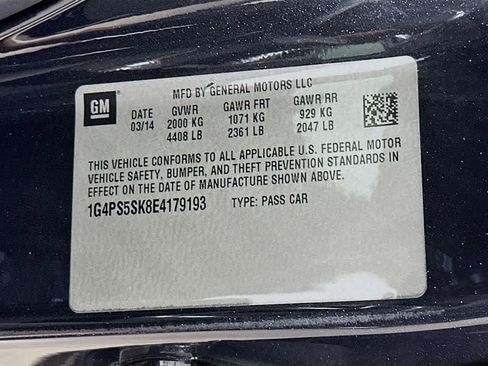 MFD BY GENERAL MOTORS LLC
GM
DATE GVWR GAWR FRT GAWR RR
03/14 2000 KG 1071 KG 929 KG
4408 LB 2361 LB 2047 LB
THIS VEHICLE CONFORMS TO ALL APPLICABLE U.S. FEDERAL MOTOR
VEHICLE SAFETY, BUMPER, AND THEFT PREVENTION STANDARDS IN
EFFECT ON THE DATE OF MANUFACTURE SHOWN ABOVE.
1G4PS5SK8E4179193 TYPE: PASS CAR